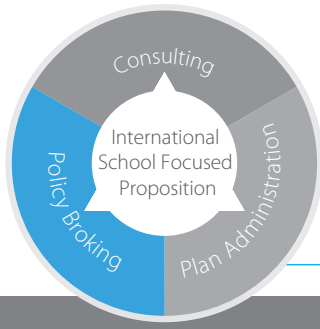 Consulting
International
School Focused
Proposition
Policy Broking
Plan Administration